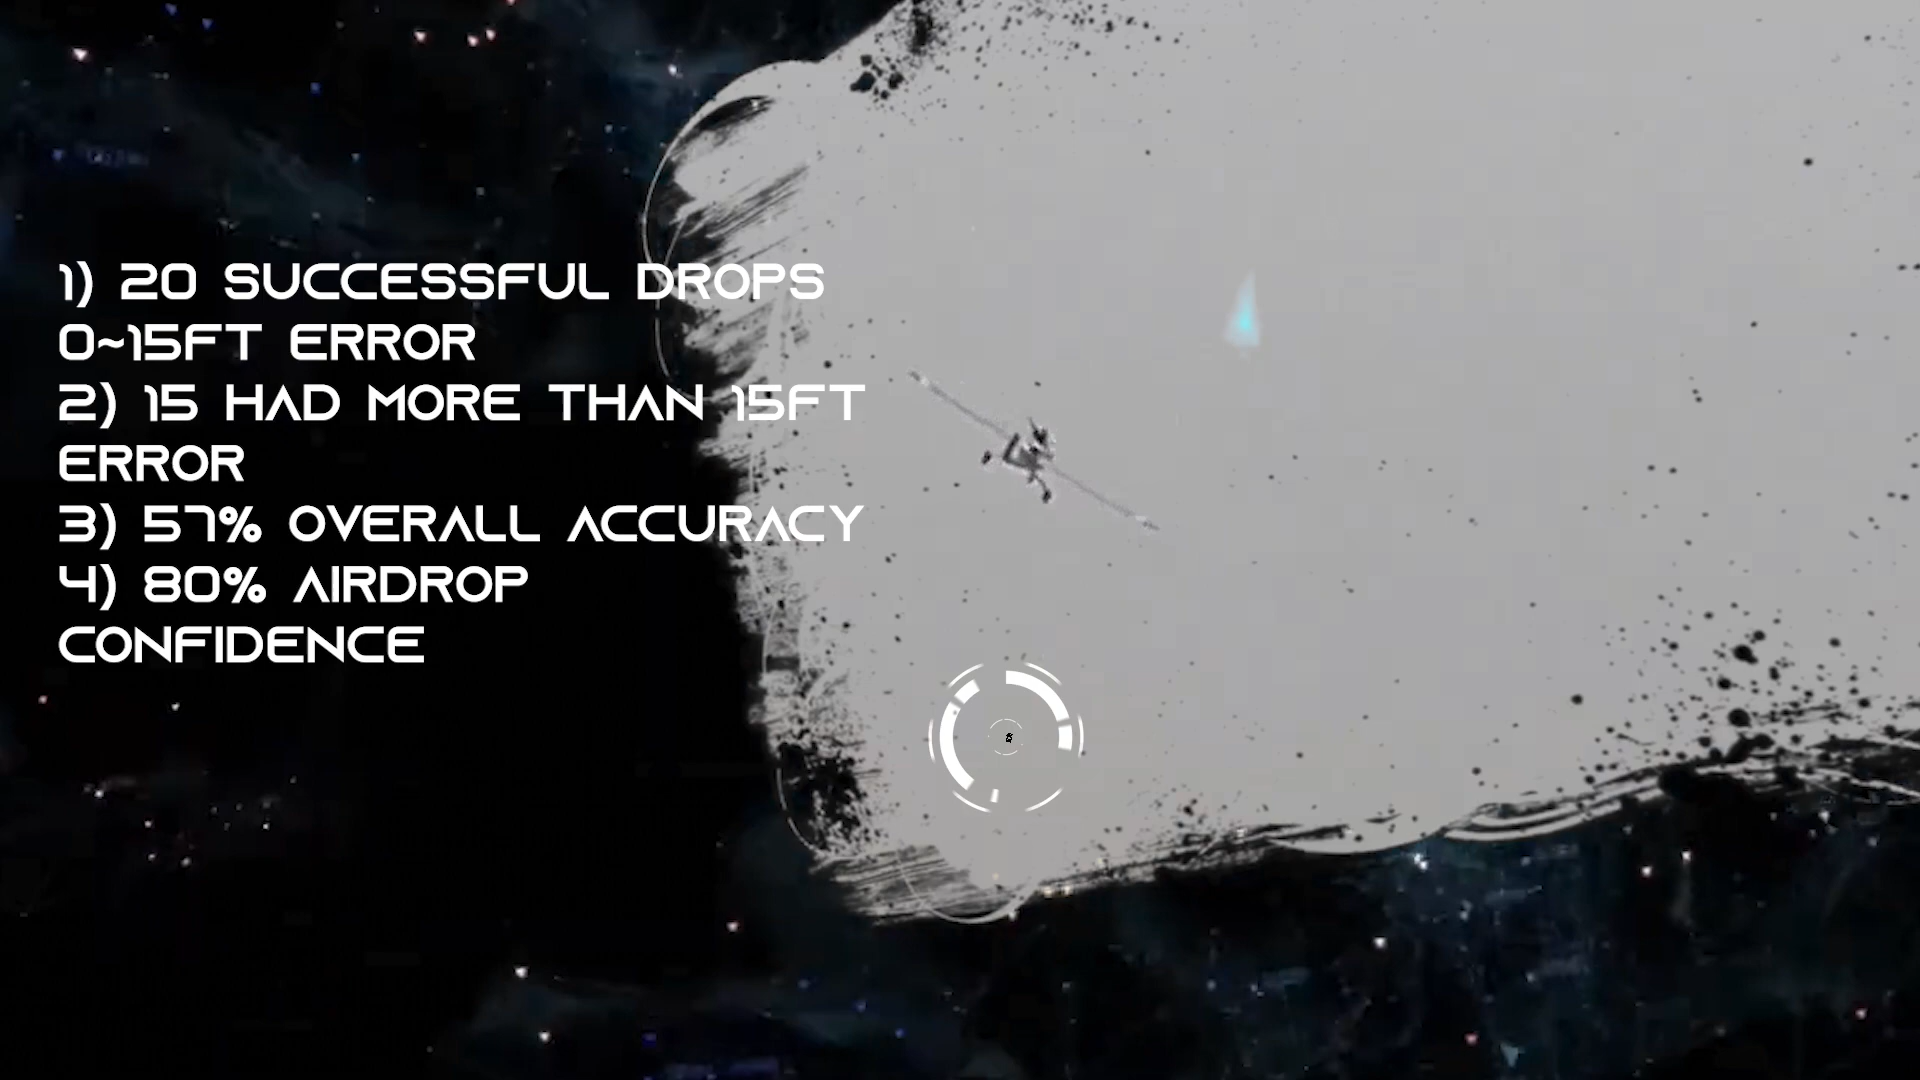 1) 20 SUCCESSFUL DROPS
0~15FT ERROR
2) 15 HAD MORE THAN 15FT
ERROR
3) 57% OVERALL ACCURACY
4) 80% AIRDROP
CONFIDENCE